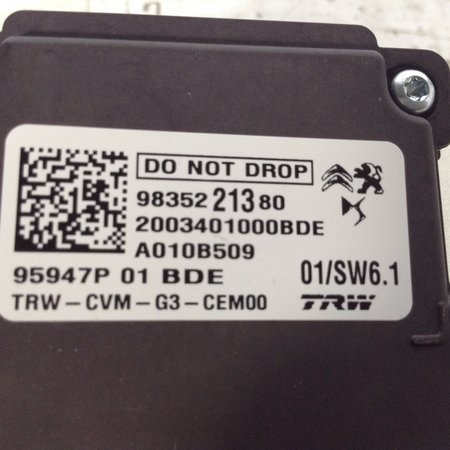 DO NOT DROP
98352 213 80
2003401000BDE
A010B509
95947P 01 BDE 01/SW6.1
TRW-CVM-G3-CEM00 TRW